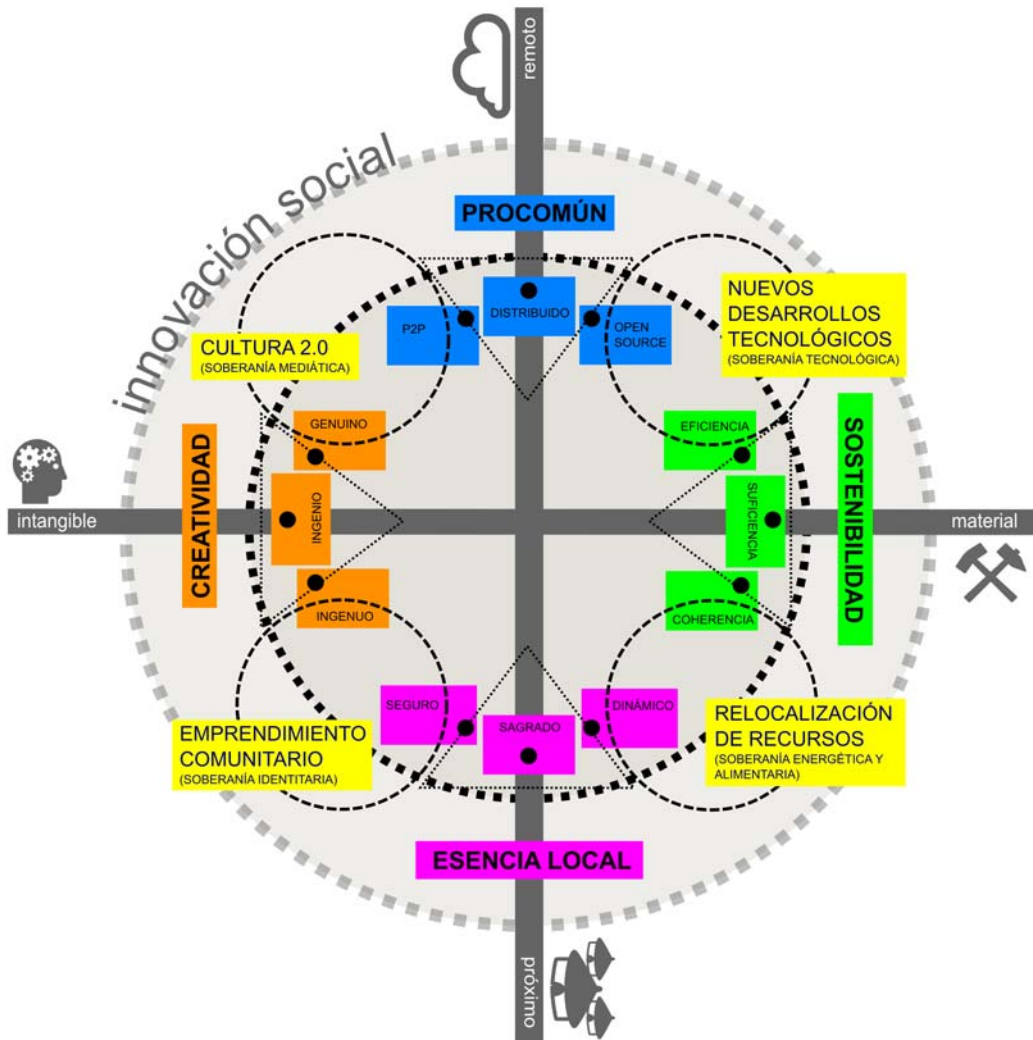 remoto
innovación social
PROCOMÚN
P2P
DISTRIBUIDO
OPEN
SOURCE
NUEVOS
DESARROLLOS
TECNOLÓGICOS
(SOBERANÍA TECNOLÓGICA)
CULTURA 2.0
(SOBERANÍA MEDIÁTICA)
CREATIVIDAD
GENUINO
INGENIO
INGENUO
EFICIENCIA
SUFICIENCIA
COHERENCIA
SOSTENIBILIDAD
intangible
material
EMPRENDIMIENTO
COMUNITARIO
(SOBERANÍA IDENTITARIA)
SEGURO
SAGRADO
DINÁMICO
RELOCALIZACIÓN
DE RECURSOS
(SOBERANÍA ENERGÉTICA Y
ALIMENTARIA)
ESENCIA LOCAL
próximo